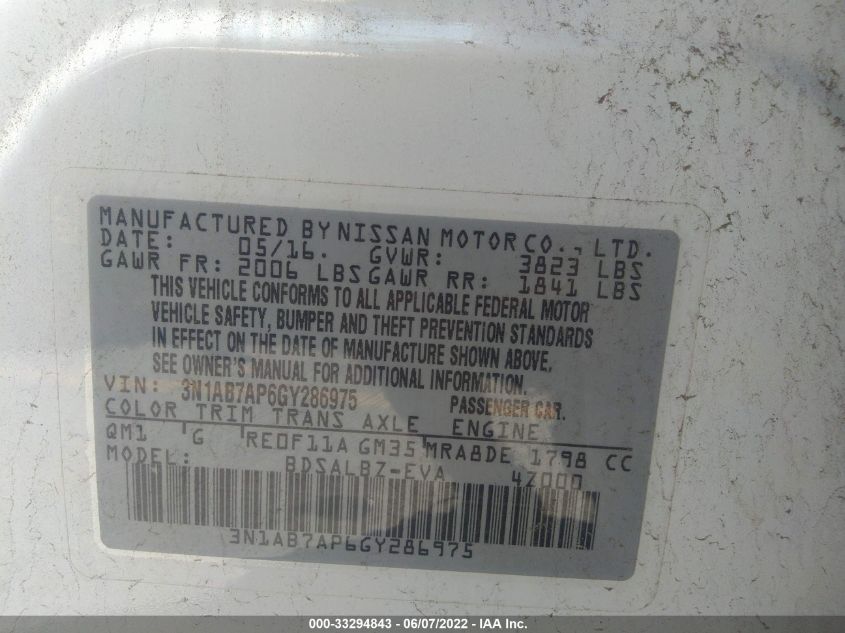 MANUFACTURED BY NISSAN MOTOR CO., LTD.
DATE: 05/16. GVWR: 3823 LBS
GAWR FR: 2006 LBS GAWR RR: 1841 LBS
THIS VEHICLE CONFORMS TO ALL APPLICABLE FEDERAL MOTOR
VEHICLE SAFETY, BUMPER AND THEFT PREVENTION STANDARDS
IN EFFECT ON THE DATE OF MANUFACTURE SHOWN ABOVE.
SEE OWNER'S MANUAL FOR ADDITIONAL INFORMATION.
VIN: 3N1AB7AP6GY286975 PASSENGER CAR.
COLOR TRIM TRANS AXLE ENGINE
QM1 G RE0F11A GM35 MRA8DE 1798 CC
MODEL: BDSALBZ-EVA 4Z000
3N1AB7AP6GY286975
000-33294843 - 06/07/2022 - IAA Inc.